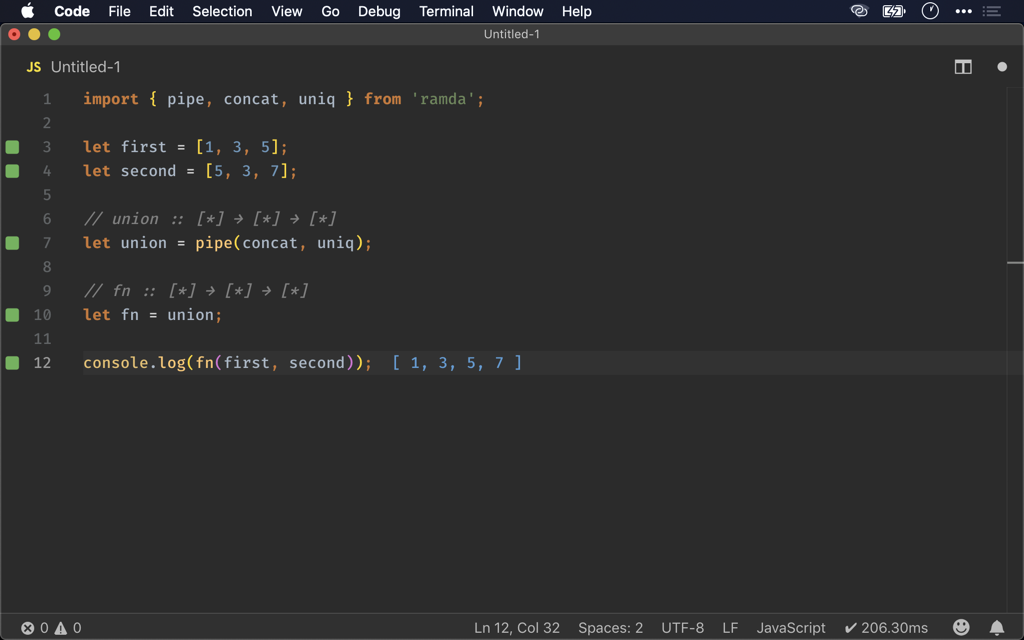 Code File Edit Selection View Go Debug Terminal Window Help
Untitled-1
JS Untitled-1
1 import { pipe, concat, uniq } from 'ramda';
2
3 let first = [1, 3, 5];
4 let second = [5, 3, 7];
5
6 // union :: [*] → [*] → [*]
7 let union = pipe(concat, uniq);
8
9 // fn :: [*] → [*] → [*]
10 let fn = union;
11
12 console.log(fn(first, second)); [ 1, 3, 5, 7 ]
0 0 Ln 12, Col 32 Spaces: 2 UTF-8 LF JavaScript ✔ 206.30ms